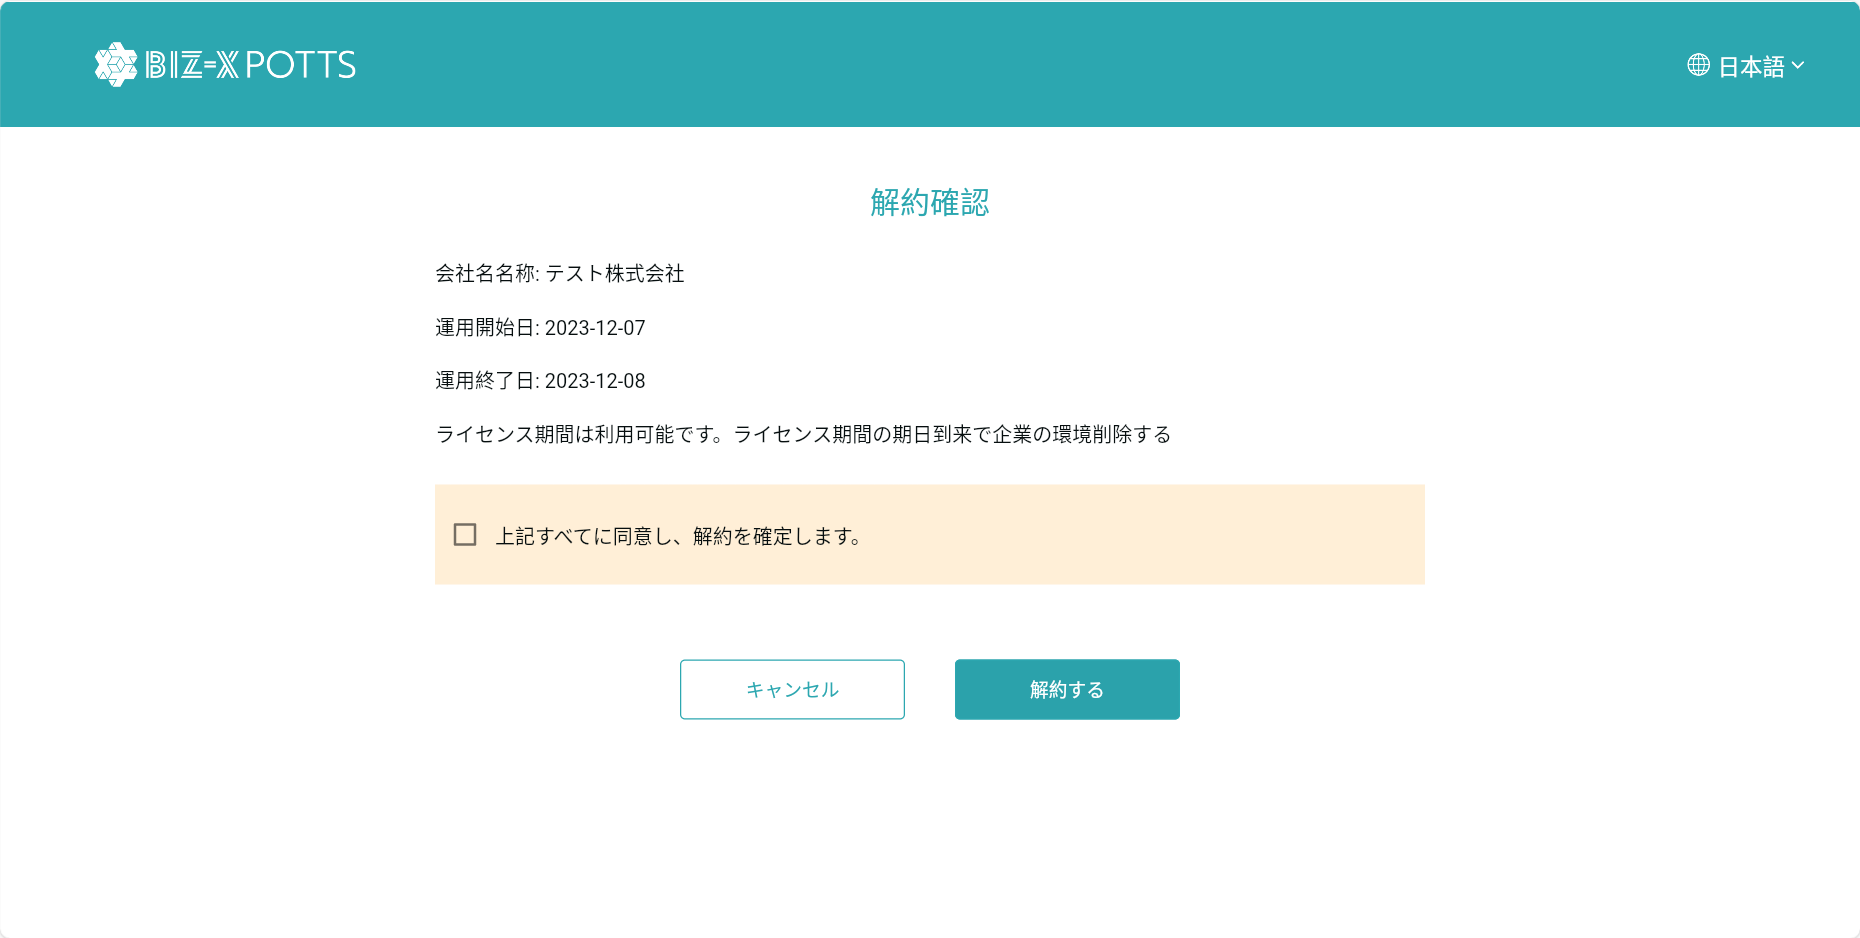 BIZ-X POTTS
日本語
解約確認
会社名名称: テスト株式会社
運用開始日: 2023-12-07
運用終了日: 2023-12-08
ライセンス期間は利用可能です。ライセンス期間の期日到来で企業の環境削除する
上記すべてに同意し、解約を確定します。
キャンセル
解約する